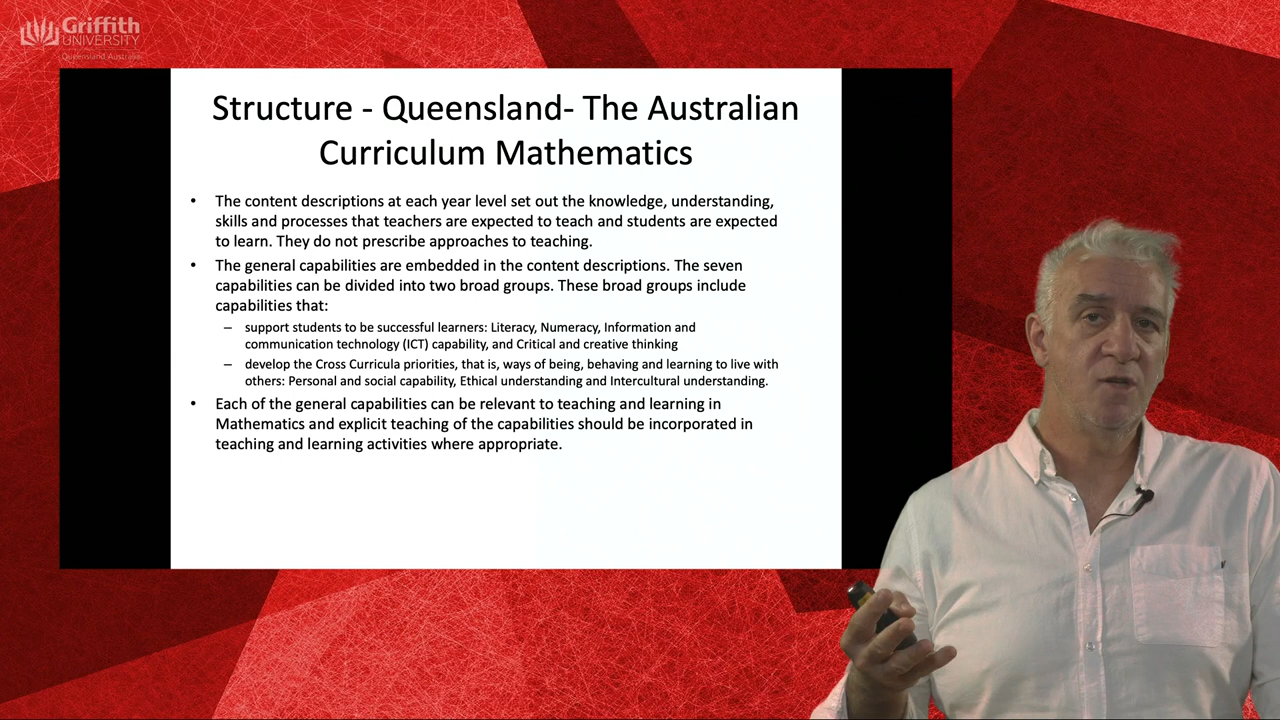 Griffith
UNIVERSITY
Queensland Australia
Structure - Queensland- The Australian
Curriculum Mathematics
• The content descriptions at each year level set out the knowledge, understanding,
skills and processes that teachers are expected to teach and students are expected
to learn. They do not prescribe approaches to teaching.
• The general capabilities are embedded in the content descriptions. The seven
capabilities can be divided into two broad groups. These broad groups include
capabilities that:
– support students to be successful learners: Literacy, Numeracy, Information and
communication technology (ICT) capability, and Critical and creative thinking
– develop the Cross Curricula priorities, that is, ways of being, behaving and learning to live with
others: Personal and social capability, Ethical understanding and Intercultural understanding.
• Each of the general capabilities can be relevant to teaching and learning in
Mathematics and explicit teaching of the capabilities should be incorporated in
teaching and learning activities where appropriate.